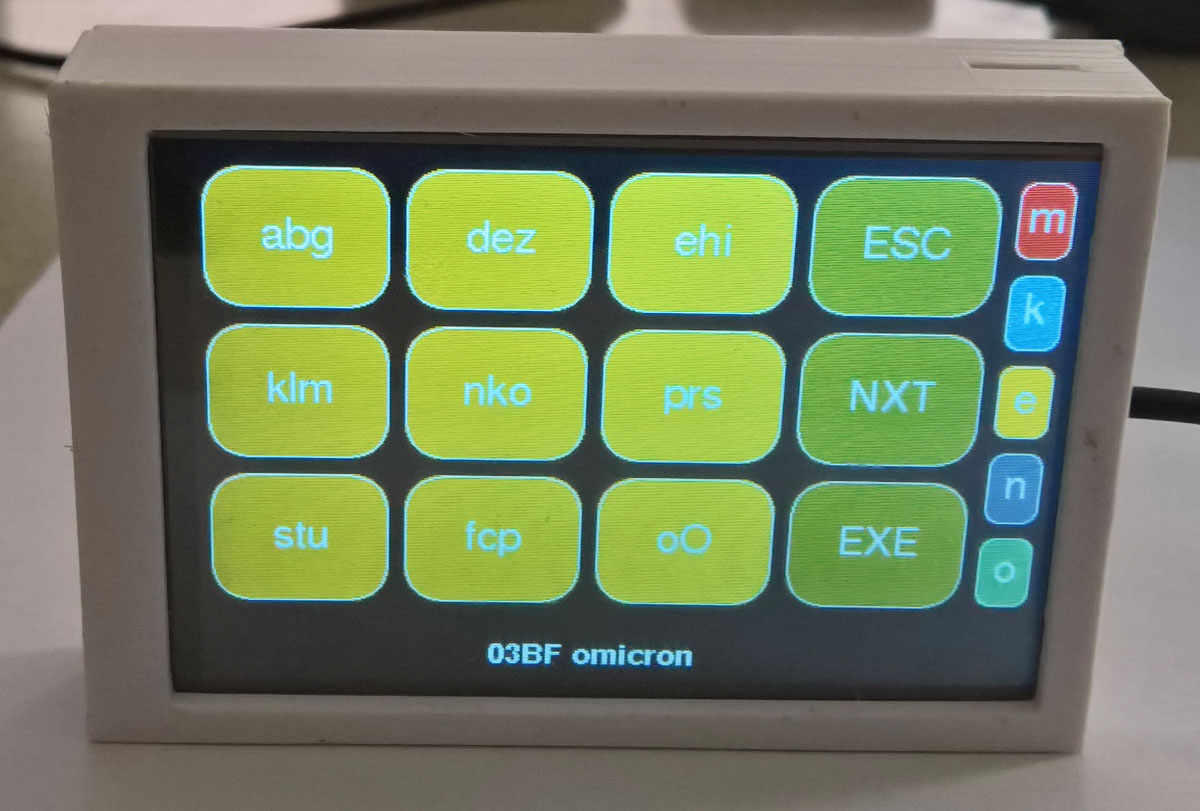 abg dez ehi ESC m
k
klm nko prs NXT e
n
stu fcp oO EXE o
03BF omicron